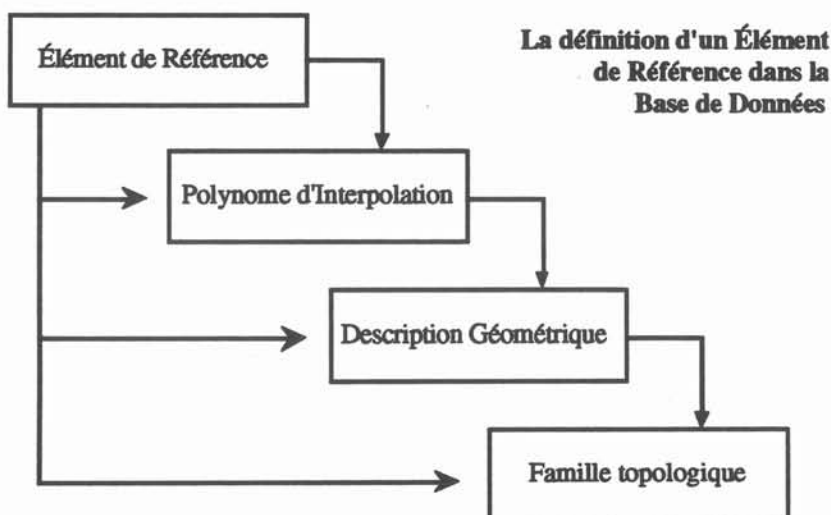 Élément de Référence
La définition d'un Élément
de Référence dans la
Base de Données
Polynome d'Interpolation
Description Géométrique
Famille topologique